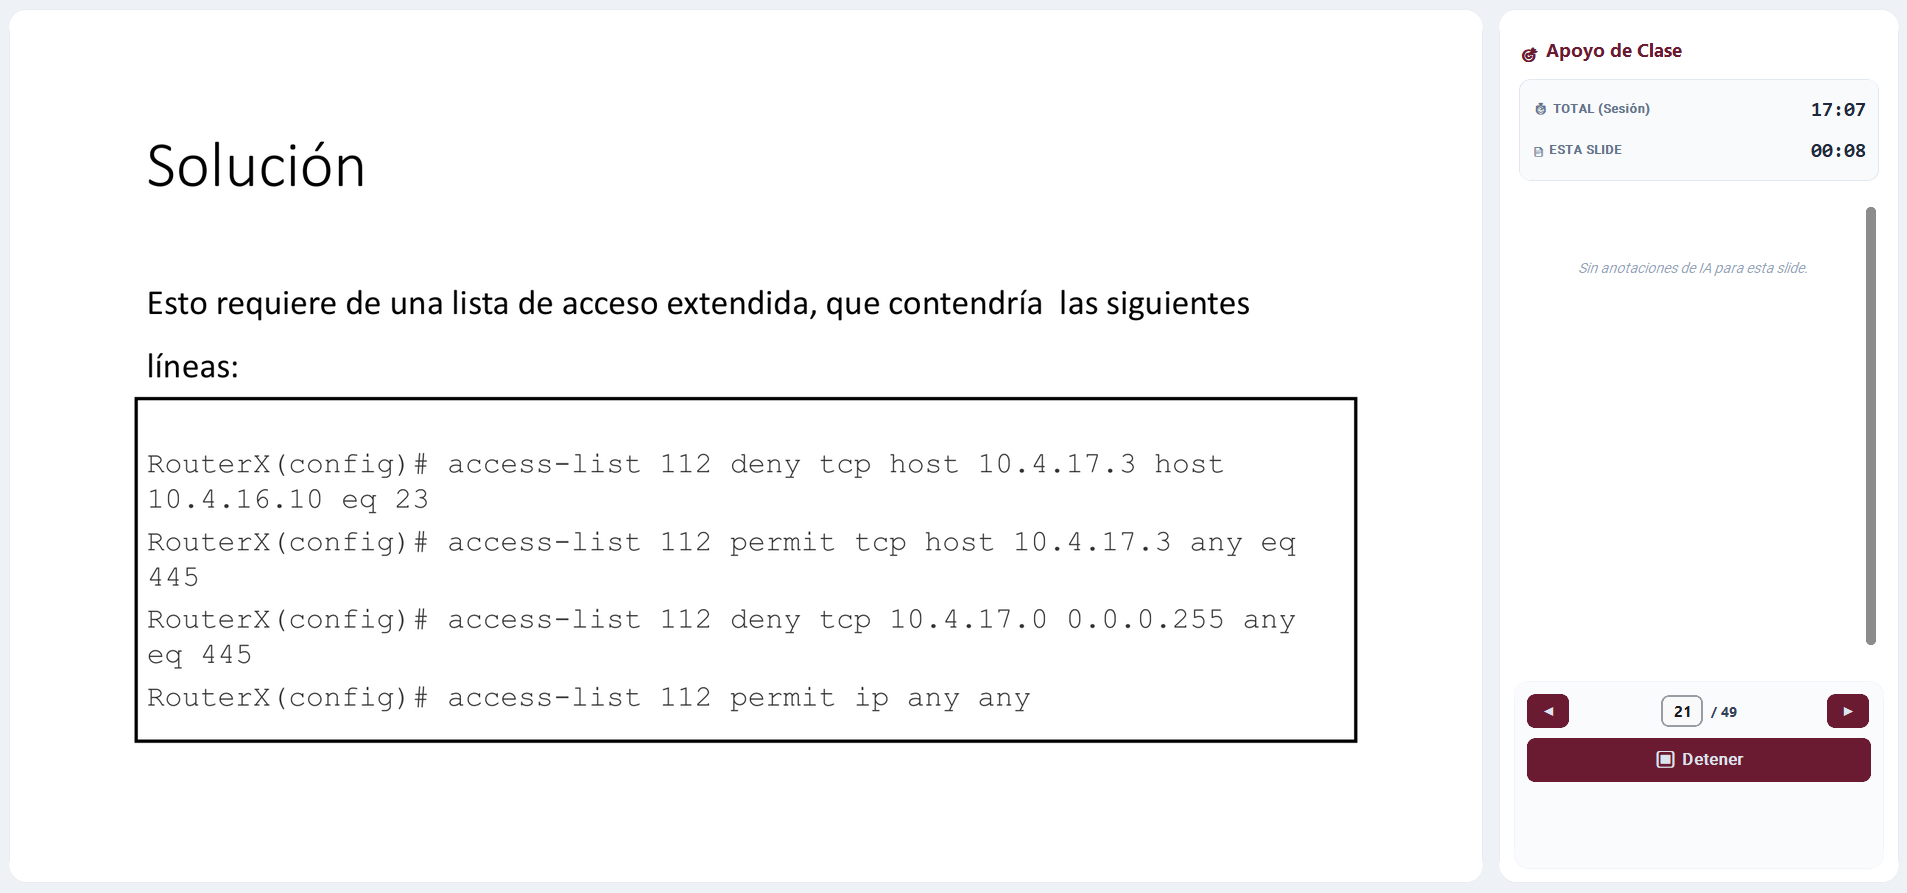 Solución
Esto requiere de una lista de acceso extendida, que contendría  las siguientes
líneas:
RouterX(config)# access-list 112 deny tcp host 10.4.17.3 host
10.4.16.10 eq 23
RouterX(config)# access-list 112 permit tcp host 10.4.17.3 any eq
445
RouterX(config)# access-list 112 deny tcp 10.4.17.0 0.0.0.255 any
eq 445
RouterX(config)# access-list 112 permit ip any any
Apoyo de Clase
TOTAL (Sesión) 17:07
ESTA SLIDE 00:08
Sin anotaciones de IA para esta slide.
21 / 49
Detener